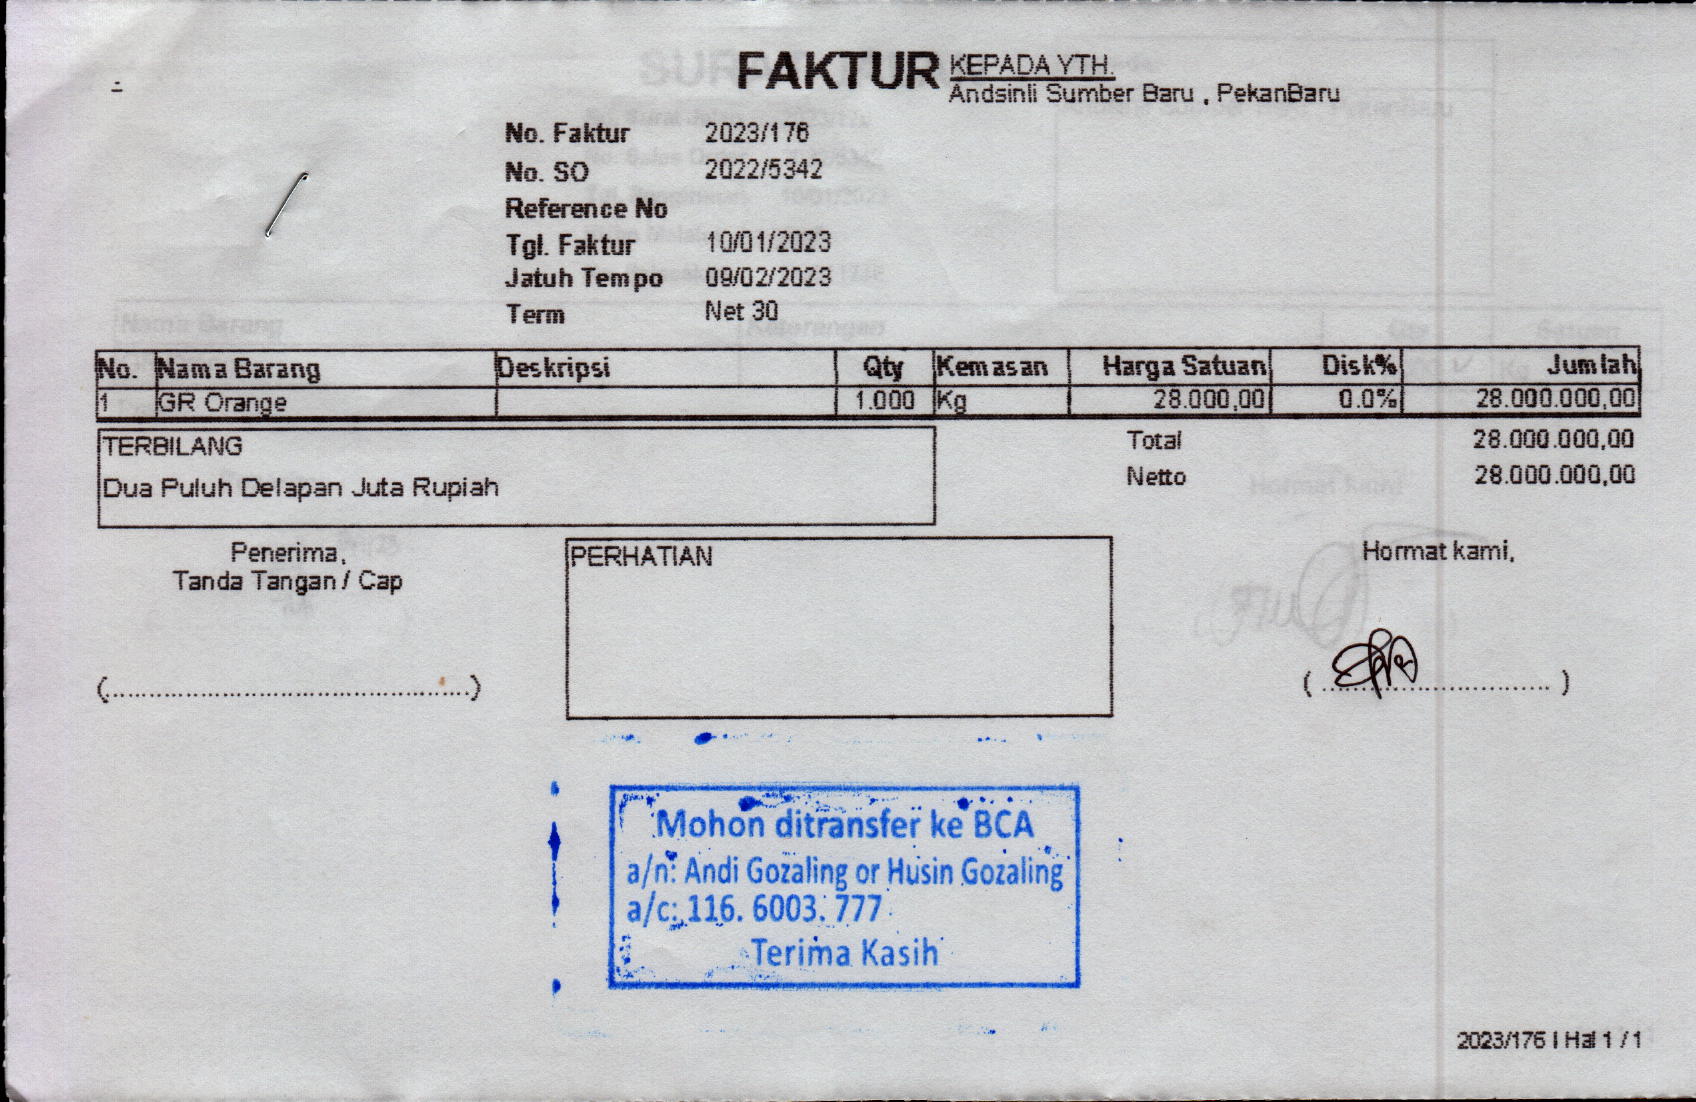 FAKTUR
KEPADA YTH.
Andsinli Sumber Baru , PekanBaru
No. Faktur 2023/176
No. SO 2022/5342
Reference No
Tgl. Faktur 10/01/2023
Jatuh Tempo 09/02/2023
Term Net 30
No. Nama Barang Deskripsi Qty Kemasan Harga Satuan Disk% Jumlah
1 GR Orange 1.000 Kg 28.000,00 0.0% 28.000.000,00
TERBILANG
Dua Puluh Delapan Juta Rupiah
Total 28.000.000,00
Netto 28.000.000,00
Penerima,
Tanda Tangan / Cap
(..............................................)
PERHATIAN
Hormat kami,
( .............................. )
Mohon ditransfer ke BCA
a/n: Andi Gozaling or Husin Gozaling
a/c: 116. 6003. 777
Terima Kasih
2023/176 | Hal 1 / 1